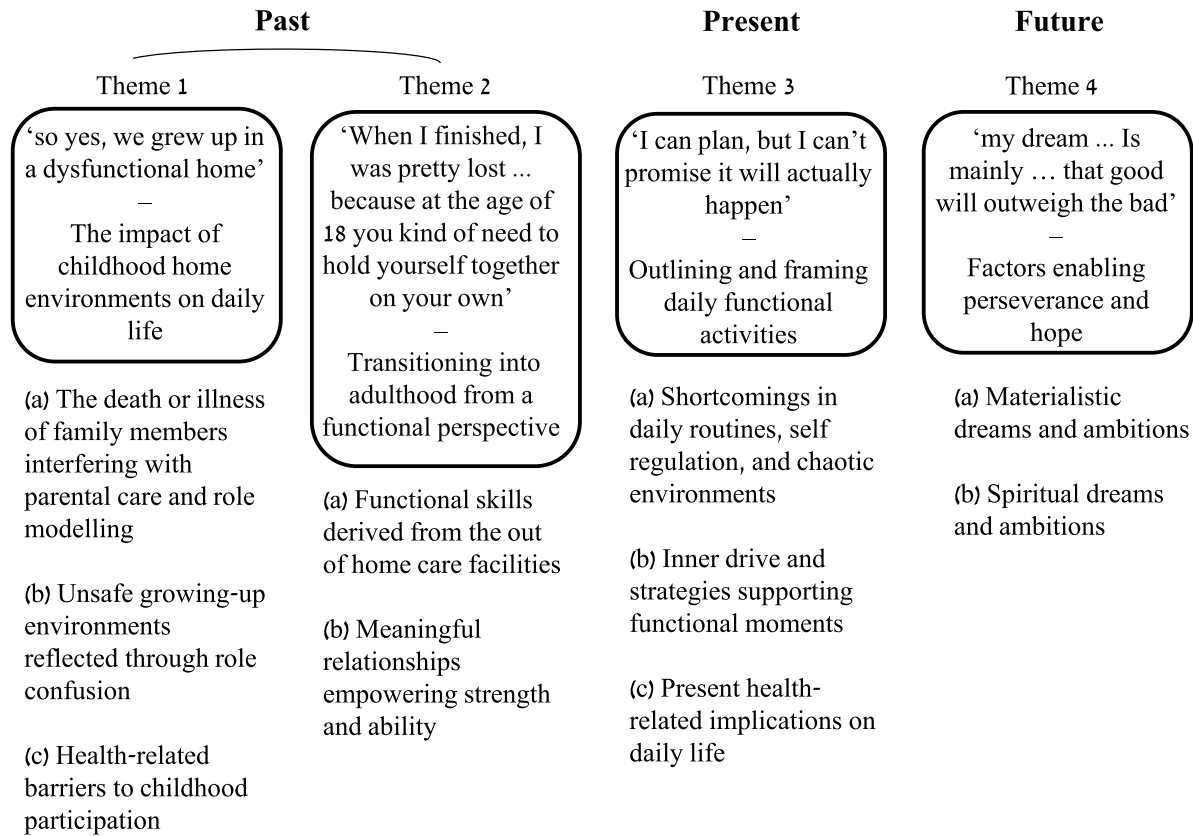 Past
Present
Future
Theme 1
Theme 2
Theme 3
Theme 4
‘so yes, we grew up in
a dysfunctional home’
–
The impact of
childhood home
environments on daily
life
(a) The death or illness
of family members
interfering with
parental care and role
modelling
(b) Unsafe growing-up
environments
reflected through role
confusion
(c) Health-related
barriers to childhood
participation
‘When I finished, I
was pretty lost ...
because at the age of
18 you kind of need to
hold yourself together
on your own’
–
Transitioning into
adulthood from a
functional perspective
(a) Functional skills
derived from the out
of home care facilities
(b) Meaningful
relationships
empowering strength
and ability
‘I can plan, but I can’t
promise it will actually
happen’
–
Outlining and framing
daily functional
activities
(a) Shortcomings in
daily routines, self
regulation, and chaotic
environments
(b) Inner drive and
strategies supporting
functional moments
(c) Present health-
related implications on
daily life
‘my dream ... Is
mainly … that good
will outweigh the bad’
–
Factors enabling
perseverance and
hope
(a) Materialistic
dreams and ambitions
(b) Spiritual dreams
and ambitions